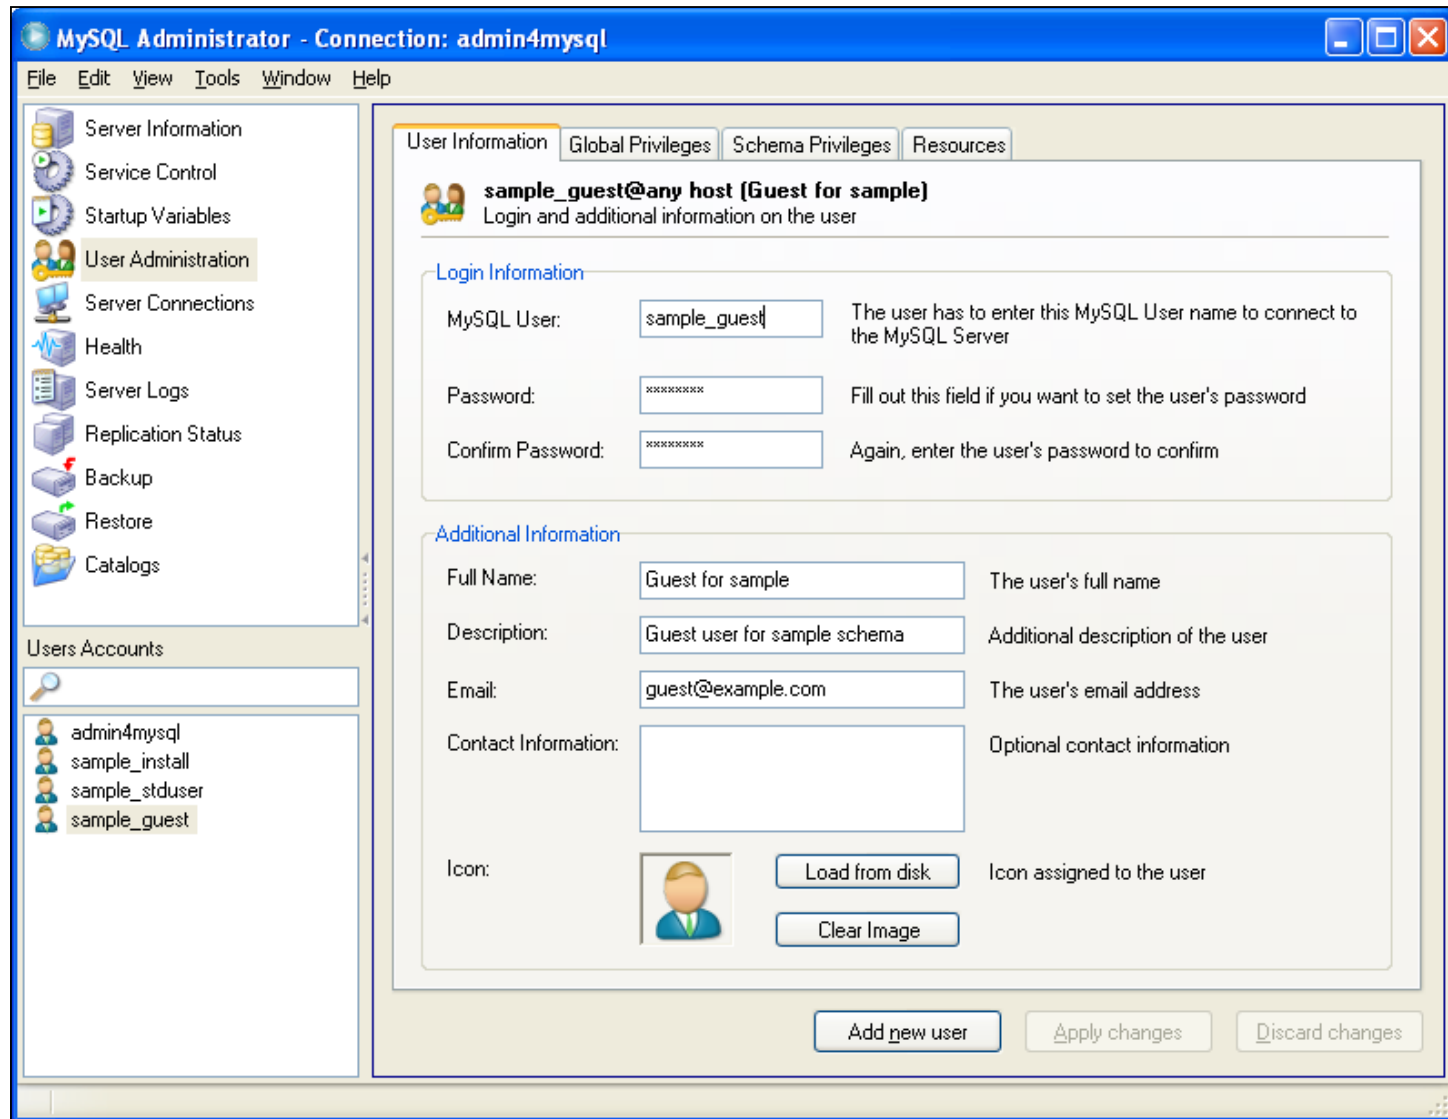 MySQL Administrator - Connection: admin4mysql
File Edit View Tools Window Help
Server Information
Service Control
Startup Variables
User Administration
Server Connections
Health
Server Logs
Replication Status
Backup
Restore
Catalogs
Users Accounts
admin4mysql
sample_install
sample_stduser
sample_guest
User Information Global Privileges Schema Privileges Resources
sample_guest@any host (Guest for sample)
Login and additional information on the user
Login Information
MySQL User: sample_guest The user has to enter this MySQL User name to connect to
the MySQL Server
Password: ******** Fill out this field if you want to set the user's password
Confirm Password: ******** Again, enter the user's password to confirm
Additional Information
Full Name: Guest for sample The user's full name
Description: Guest user for sample schema Additional description of the user
Email: guest@example.com The user's email address
Contact Information: Optional contact information
Icon: Load from disk Icon assigned to the user
Clear Image
Add new user Apply changes Discard changes